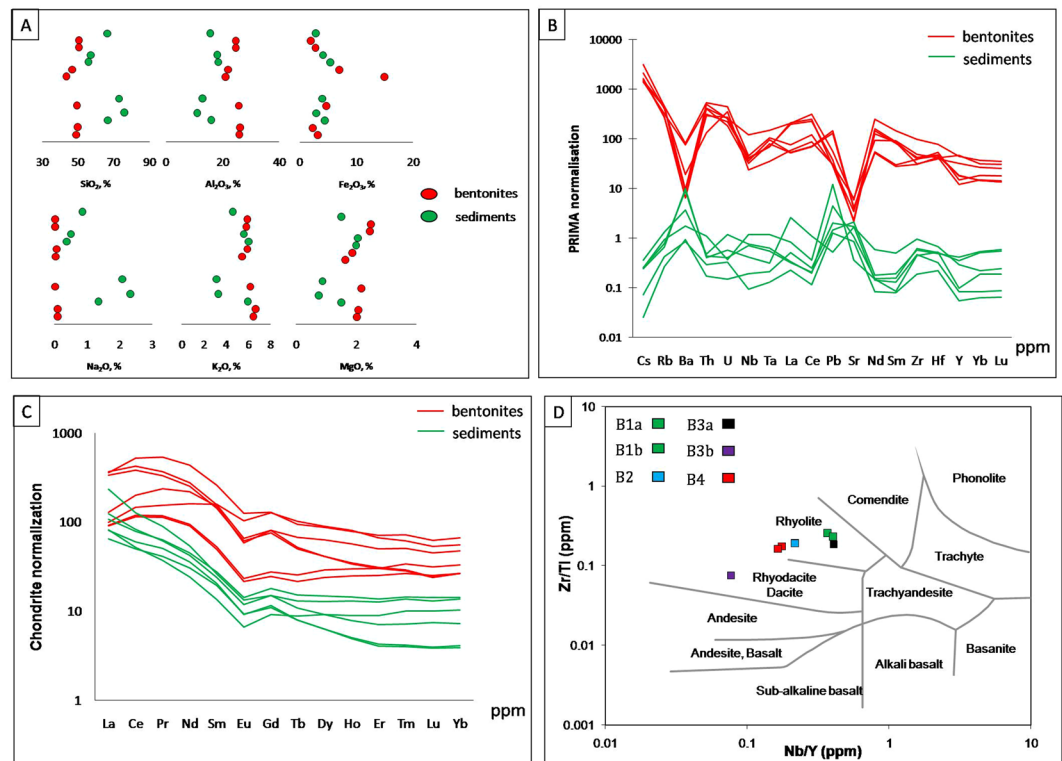 A
30 50 70 90
SiO₂, %
0 20 40
Al₂O₃, %
0 10 20
Fe₂O₃, %
bentonites
sediments
0 1 2 3
Na₂O, %
0 2 4 6 8
K₂O, %
0 2 4
MgO, %
B
bentonites
sediments
PRIMA normalisation
10000
1000
100
10
1
0.1
0.01
Cs Rb Ba Th U Nb Ta La Ce Pb Sr Nd Sm Zr Hf Y Yb Lu
ppm
C
bentonites
sediments
Chondrite normalization
1000
100
10
1
La Ce Pr Nd Sm Eu Gd Tb Dy Ho Er Tm Lu Yb
ppm
D
B1a B3a
B1b B3b
B2 B4
Zr/TI (ppm)
10
1
0.1
0.01
0.001
Phonolite
Comendite
Rhyolite
Trachyte
Rhyodacite
Dacite
Trachyandesite
Andesite
Andesite, Basalt
Alkali basalt
Basanite
Sub-alkaline basalt
0.01 0.1 1 10
Nb/Y (ppm)